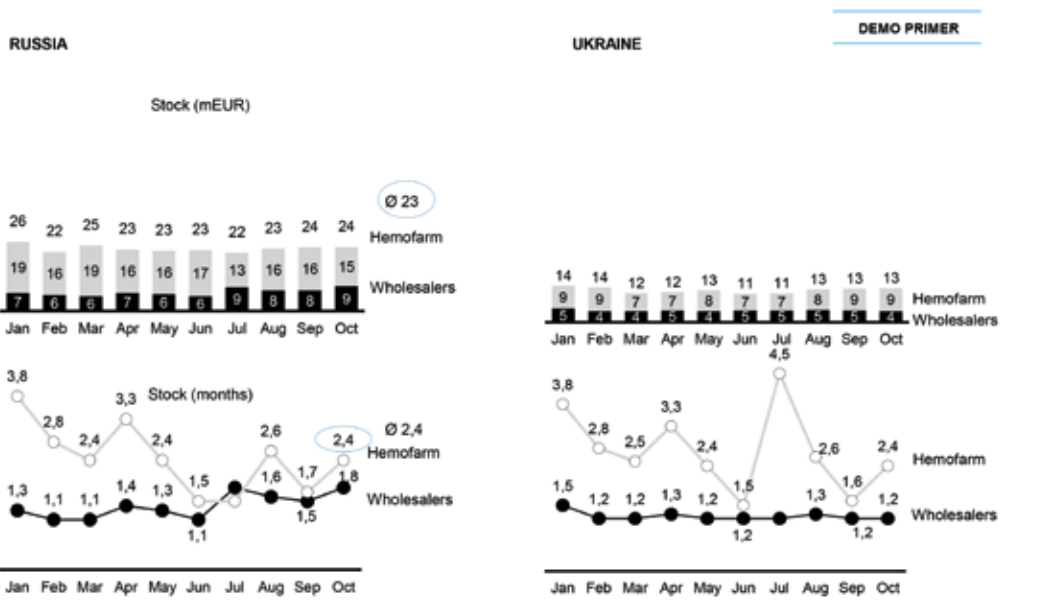 DEMO PRIMER
RUSSIA
Stock (mEUR)
Ø 23
26 22 25 23 23 23 22 23 24 24
Hemofarm
19 16 19 16 16 17 13 16 16 15
Wholesalers
7 6 6 7 6 6 9 8 8 9
Jan Feb Mar Apr May Jun Jul Aug Sep Oct
Stock (months)
Ø 2,4
3,8 2,8 2,4 3,3 2,4 1,5 2,6 1,7 2,4
Hemofarm
1,3 1,1 1,1 1,4 1,3 1,1 1,6 1,5 1,8
Wholesalers
Jan Feb Mar Apr May Jun Jul Aug Sep Oct
UKRAINE
14 14 12 12 13 11 11 13 13 13
9 9 7 7 8 7 7 8 9 9
Hemofarm
5 4 4 5 4 5 5 5 5 4
Wholesalers
Jan Feb Mar Apr May Jun Jul Aug Sep Oct
3,8 2,8 2,5 3,3 2,4 1,5 4,5 2,6 1,6 2,4
Hemofarm
1,5 1,2 1,2 1,3 1,2 1,2 1,3 1,2 1,2
Wholesalers
Jan Feb Mar Apr May Jun Jul Aug Sep Oct